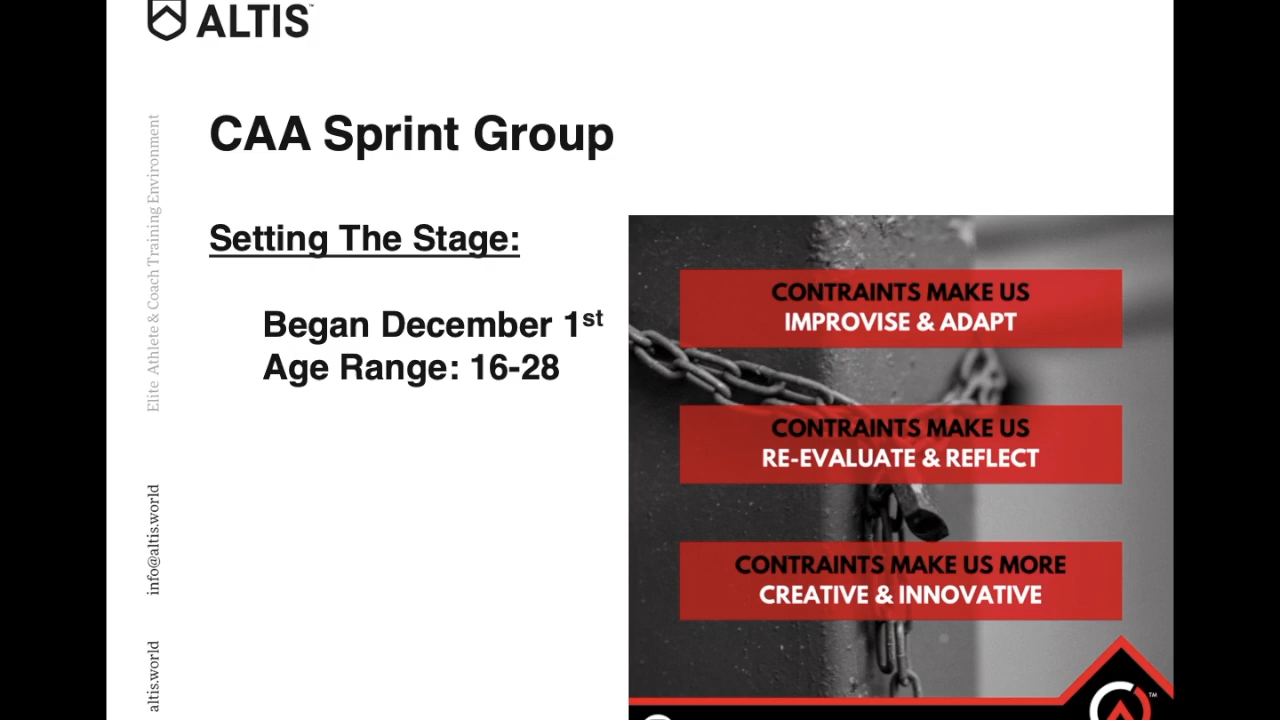 ALTIS™
CAA Sprint Group
Setting The Stage:
Began December 1st
Age Range: 16-28
CONTRAINTS MAKE US
IMPROVISE & ADAPT
CONTRAINTS MAKE US
RE-EVALUATE & REFLECT
CONTRAINTS MAKE US MORE
CREATIVE & INNOVATIVE
TM
Elite Athlete & Coach Training Environment
info@altis.world
altis.world